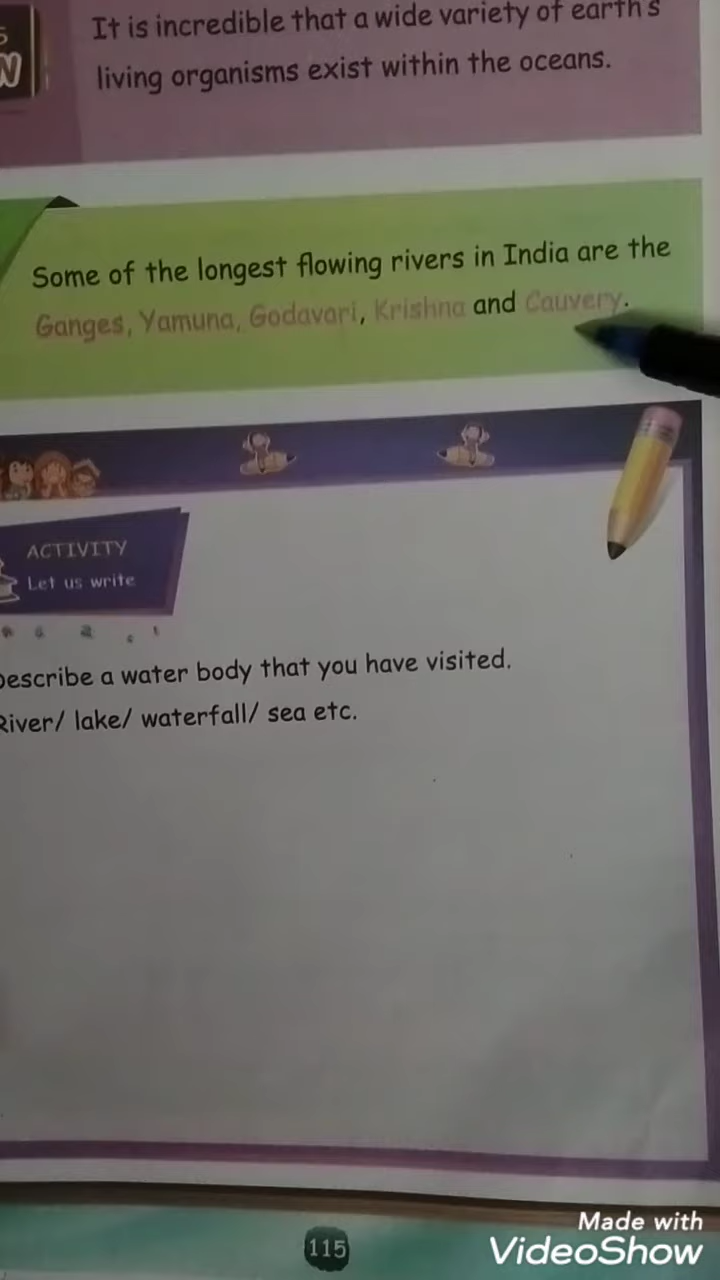 It is incredible that a wide variety of earth's
living organisms exist within the oceans.
Some of the longest flowing rivers in India are the
Ganges, Yamuna, Godavari, Krishna and Cauvery.
ACTIVITY
Let us write
Describe a water body that you have visited.
River/ lake/ waterfall/ sea etc.
115
Made with
VideoShow